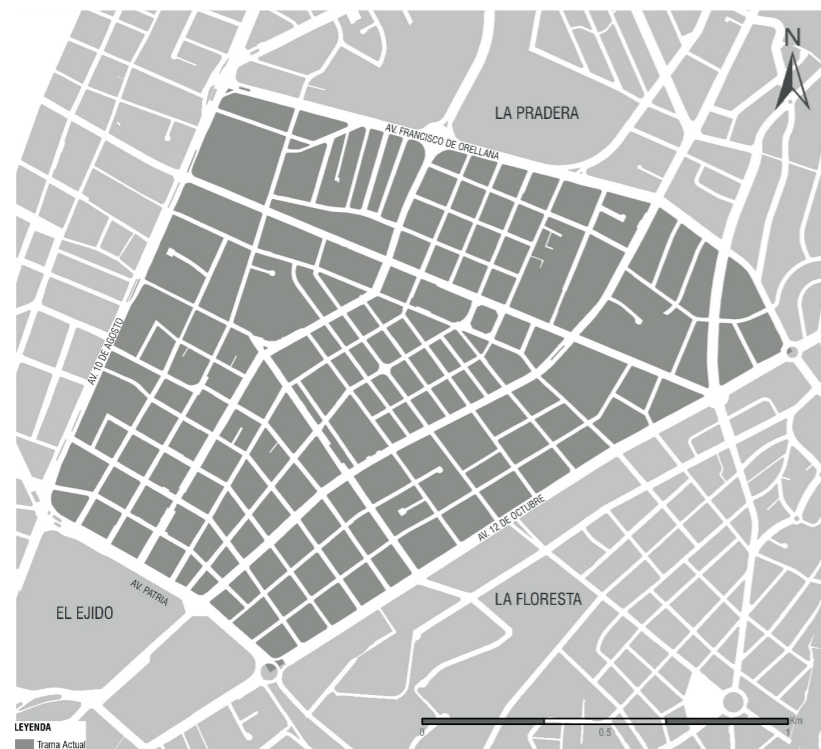 N
LA PRADERA
AV. FRANCISCO DE ORELLANA
AV. 10 DE AGOSTO
AV. 12 DE OCTUBRE
AV. PATRIA
EL EJIDO
LA FLORESTA
LEYENDA
Trama Actual
Km
0 0.5 1